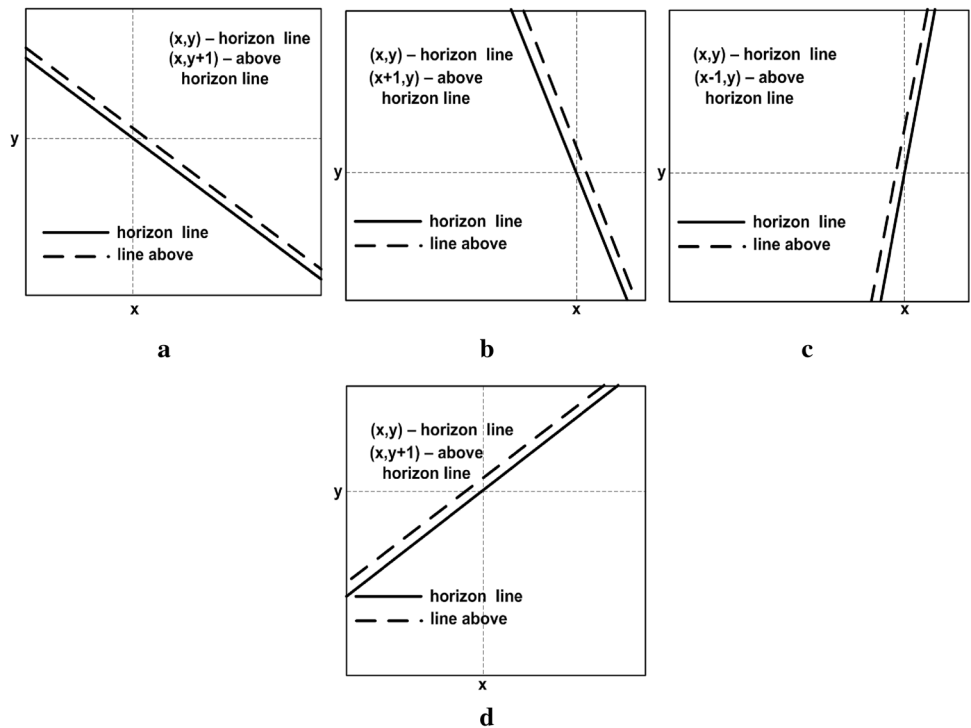 (x,y) – horizon line
(x,y+1) – above
horizon line
y
horizon line
line above
x
a
(x,y) – horizon line
(x+1,y) – above
horizon line
y
horizon line
line above
x
b
(x,y) – horizon line
(x-1,y) – above
horizon line
y
horizon line
line above
x
c
(x,y) – horizon line
(x,y+1) – above
horizon line
y
horizon line
line above
x
d